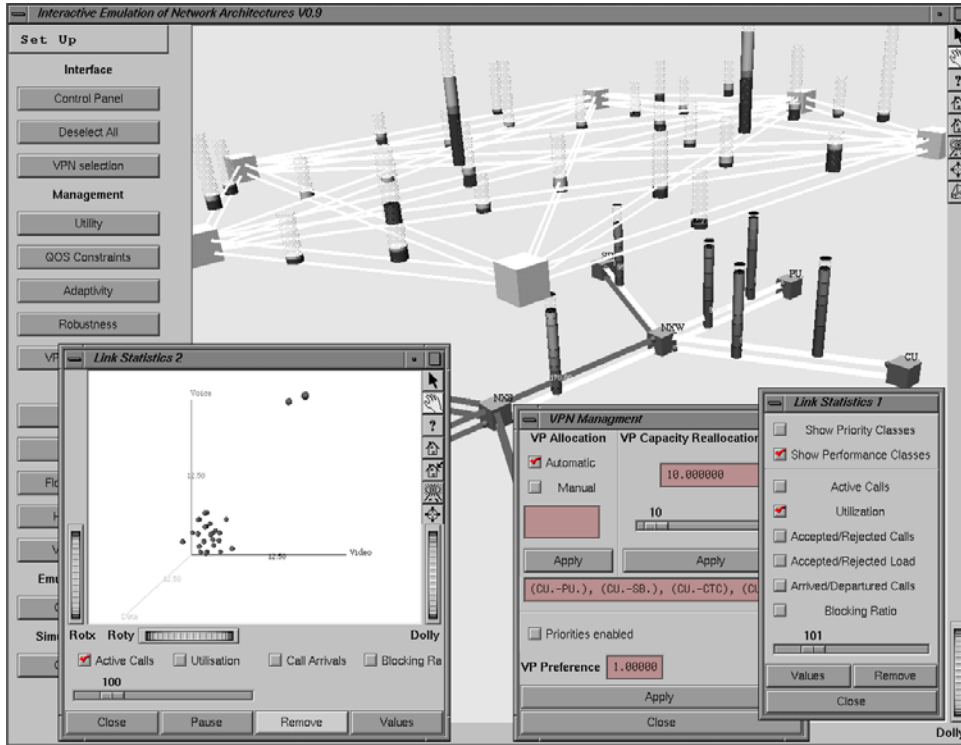 Interactive Emulation of Network Architectures V0.9
Set Up
Interface
Control Panel
Deselect All
VPN selection
Management
Utility
QOS Constraints
Adaptivity
Robustness
NXW
PU
CU
Link Statistics 2
Voice
12.50
12.50
Video
12.50
Data
Rotx Roty Dolly
Active Calls Utilisation Call Arrivals Blocking Ra
100
Close Pause Remove Values
VPN Managment
VP Allocation VP Capacity Reallocation
Automatic
10.000000
Manual
10
Apply Apply
(CU.-PU.), (CU.-SB.), (CU.-CTC), (CU
Priorities enabled
VP Preference 1.00000
Apply
Close
Link Statistics 1
Show Priority Classes
Show Performance Classes
Active Calls
Utilization
Accepted/Rejected Calls
Accepted/Rejected Load
Arrived/Departured Calls
Blocking Ratio
101
Values Remove
Close
Dolly